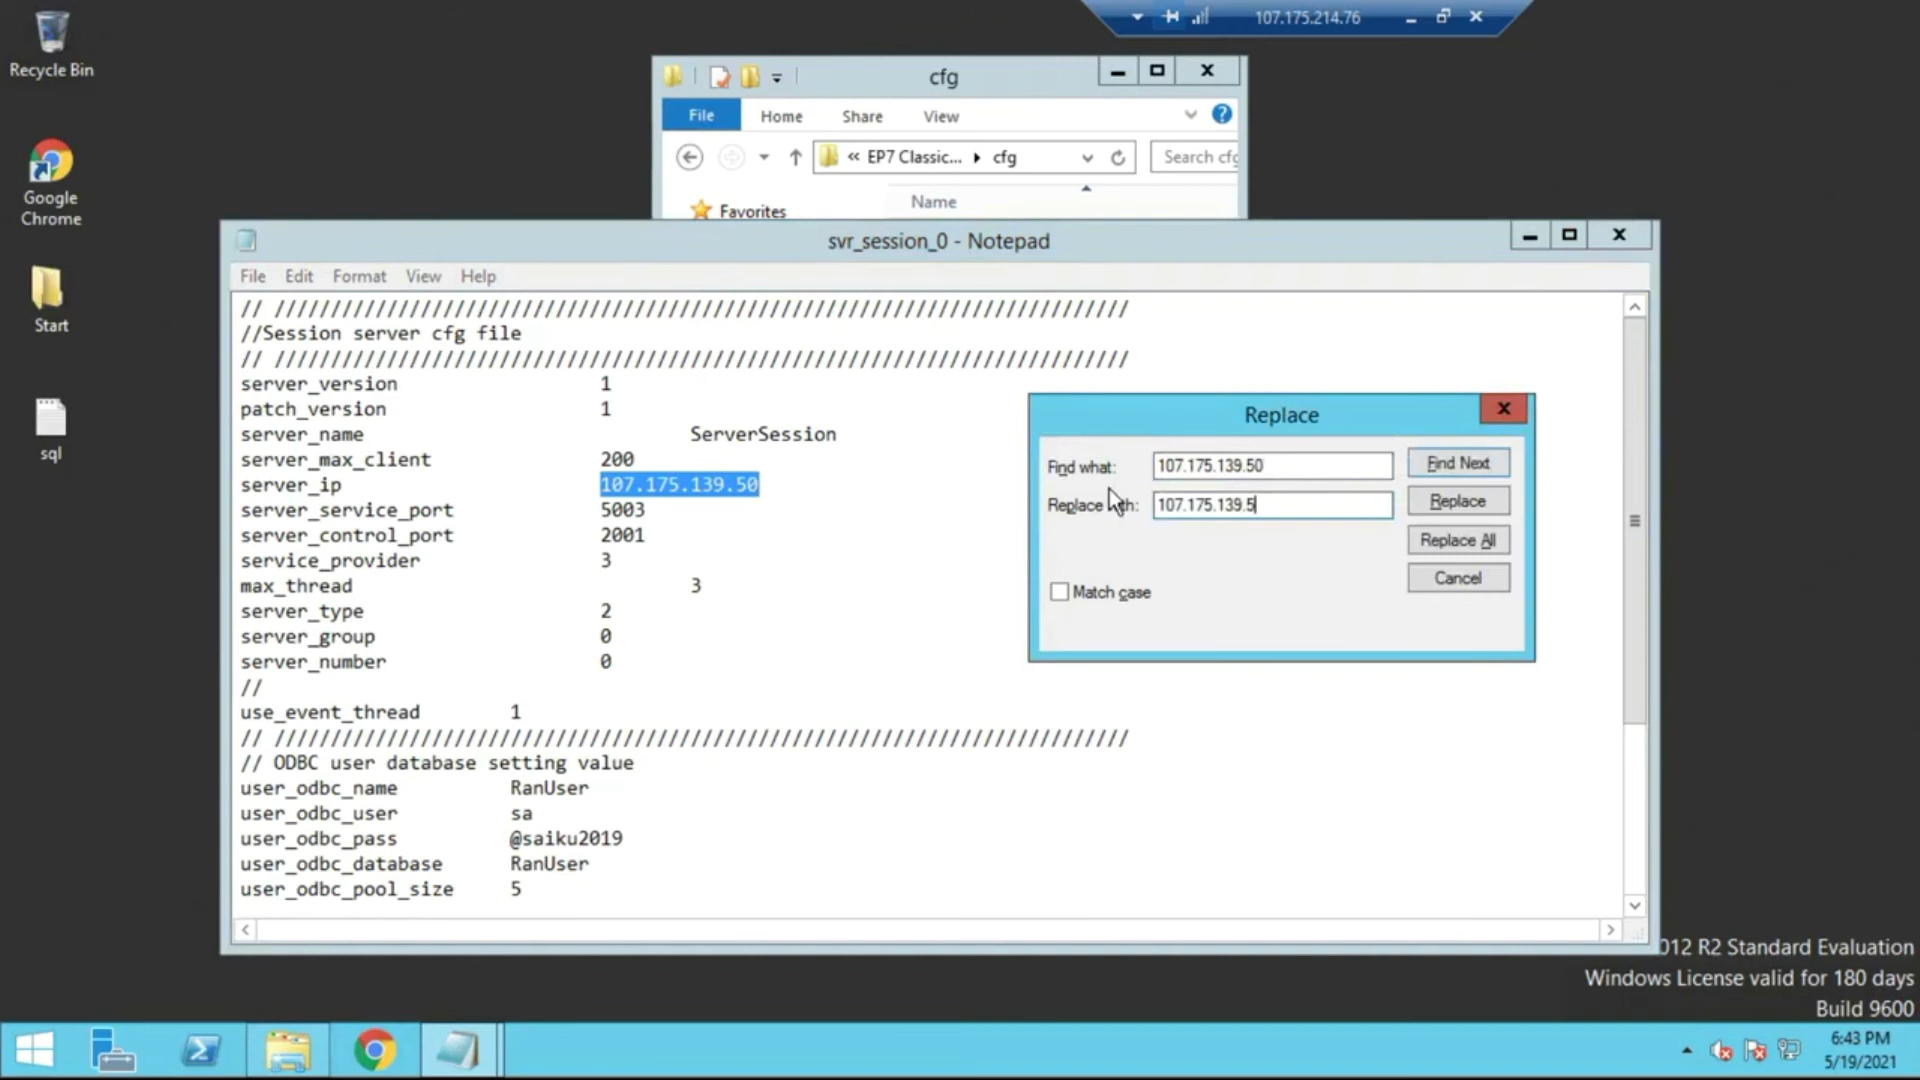 107.175.214.76
Recycle Bin
cfg
File Home Share View
« EP7 Classic... cfg
Search cfg
Favorites
Name
Google
Chrome
Start
sql
svr_session_0 - Notepad
File Edit Format View Help
// ////////////////////////////////////////////////////////////////////////////
//Session server cfg file
// ////////////////////////////////////////////////////////////////////////////
server_version 1
patch_version 1
server_name ServerSession
server_max_client 200
server_ip 107.175.139.50
server_service_port 5003
server_control_port 2001
service_provider 3
max_thread 3
server_type 2
server_group 0
server_number 0
//
use_event_thread 1
// ////////////////////////////////////////////////////////////////////////////
// ODBC user database setting value
user_odbc_name RanUser
user_odbc_user sa
user_odbc_pass @saiku2019
user_odbc_database RanUser
user_odbc_pool_size 5
Replace
Find what: 107.175.139.50 Find Next
Replace 107.175.139.5 Replace
Replace All
Cancel
Match case
012 R2 Standard Evaluation
Windows License valid for 180 days
Build 9600
6:43 PM
5/19/2021